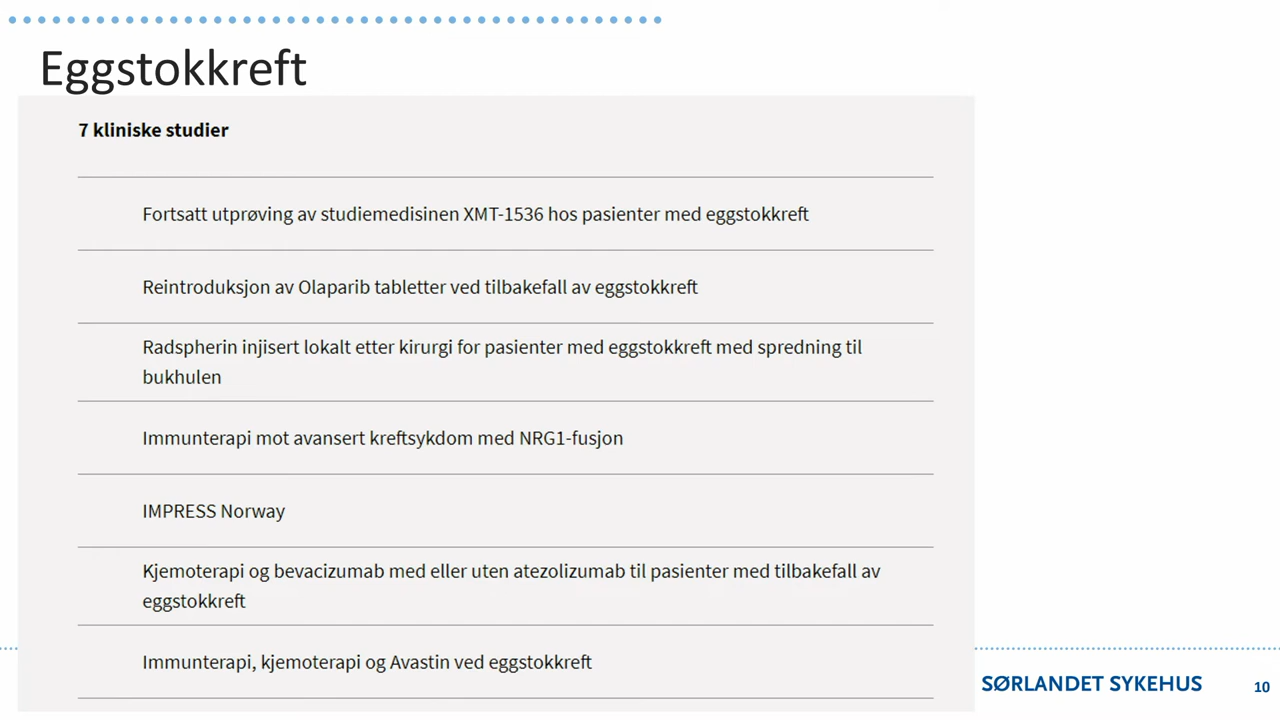 Eggstokkreft
7 kliniske studier
Fortsatt utprøving av studiemedisinen XMT-1536 hos pasienter med eggstokkreft
Reintroduksjon av Olaparib tabletter ved tilbakefall av eggstokkreft
Radspherin injisert lokalt etter kirurgi for pasienter med eggstokkreft med spredning til
bukhulen
Immunterapi mot avansert kreftsykdom med NRG1-fusjon
IMPRESS Norway
Kjemoterapi og bevacizumab med eller uten atezolizumab til pasienter med tilbakefall av
eggstokkreft
Immunterapi, kjemoterapi og Avastin ved eggstokkreft
SØRLANDET SYKEHUS
10